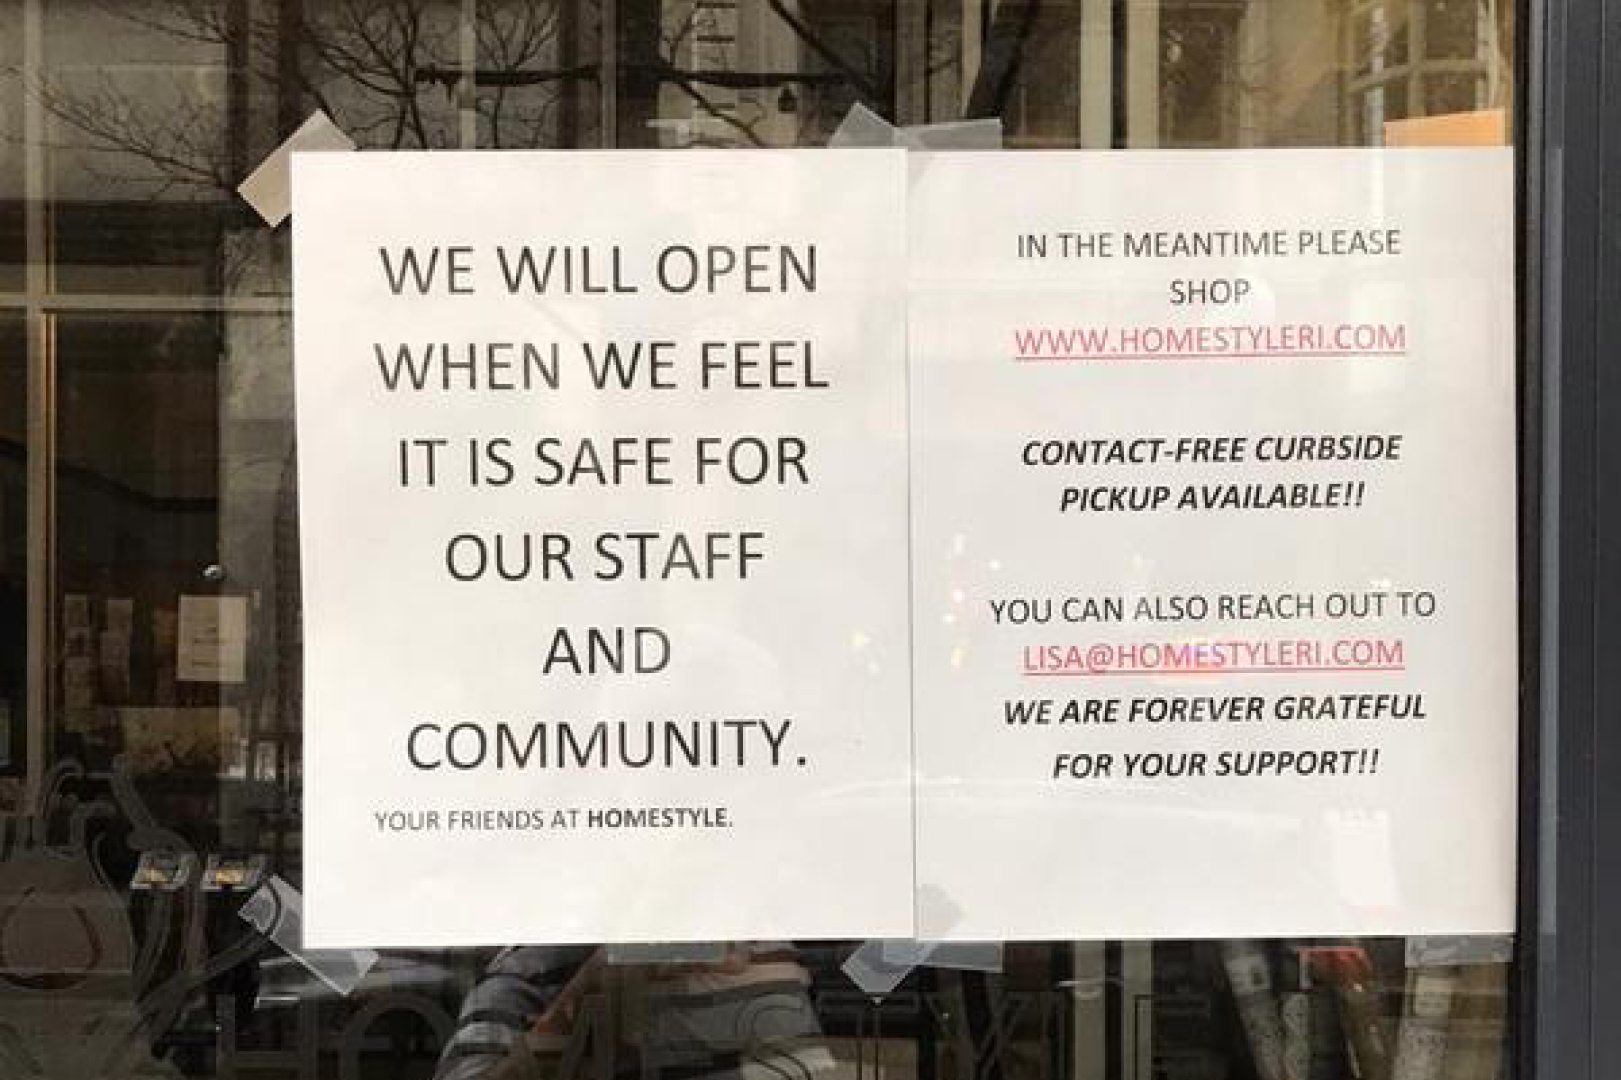 WE WILL OPEN
WHEN WE FEEL
IT IS SAFE FOR
OUR STAFF
AND
COMMUNITY.
YOUR FRIENDS AT HOMESTYLE.
IN THE MEANTIME PLEASE
SHOP
WWW.HOMESTYLERI.COM
CONTACT-FREE CURBSIDE
PICKUP AVAILABLE!!
YOU CAN ALSO REACH OUT TO
LISA@HOMESTYLERI.COM
WE ARE FOREVER GRATEFUL
FOR YOUR SUPPORT!!
HOMESTYLE